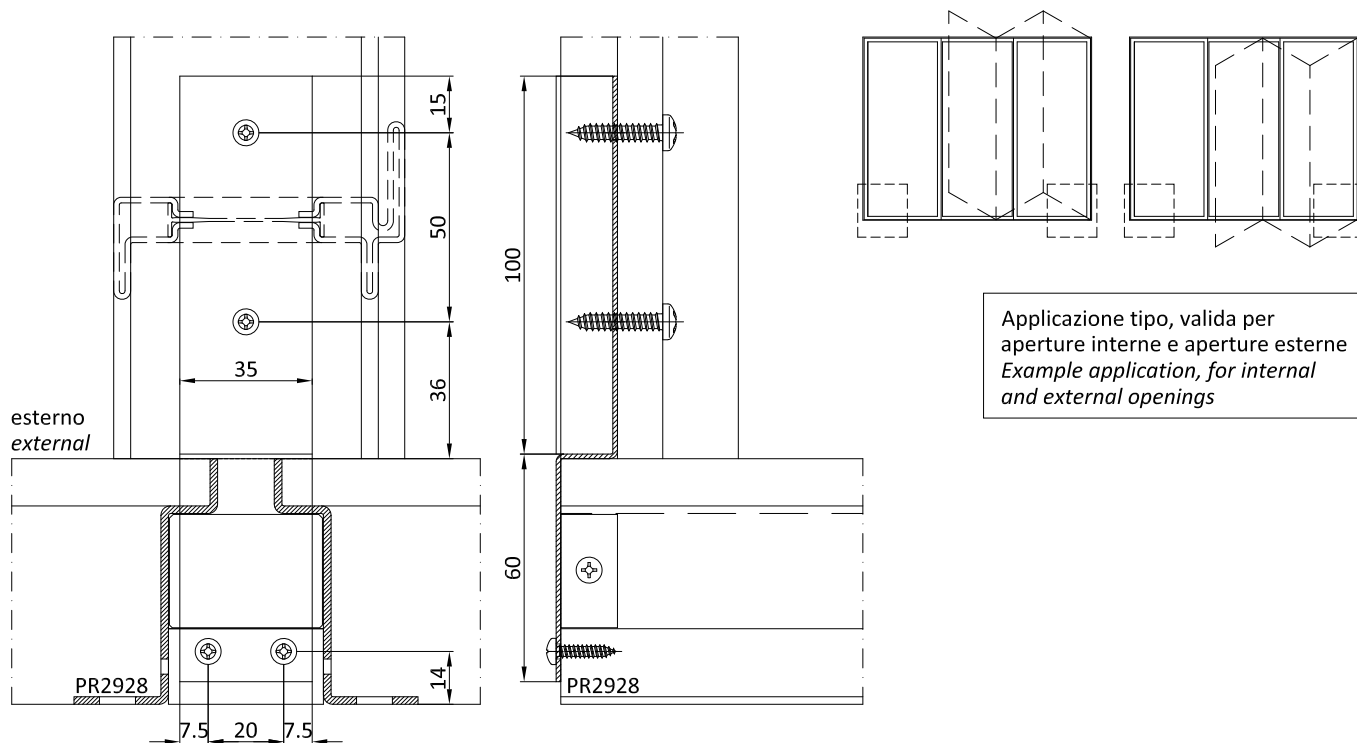 15
50
36
35
esterno
external
PR2928
14
7.5
20
7.5
100
60
PR2928
Applicazione tipo, valida per
aperture interne e aperture esterne
Example application, for internal
and external openings